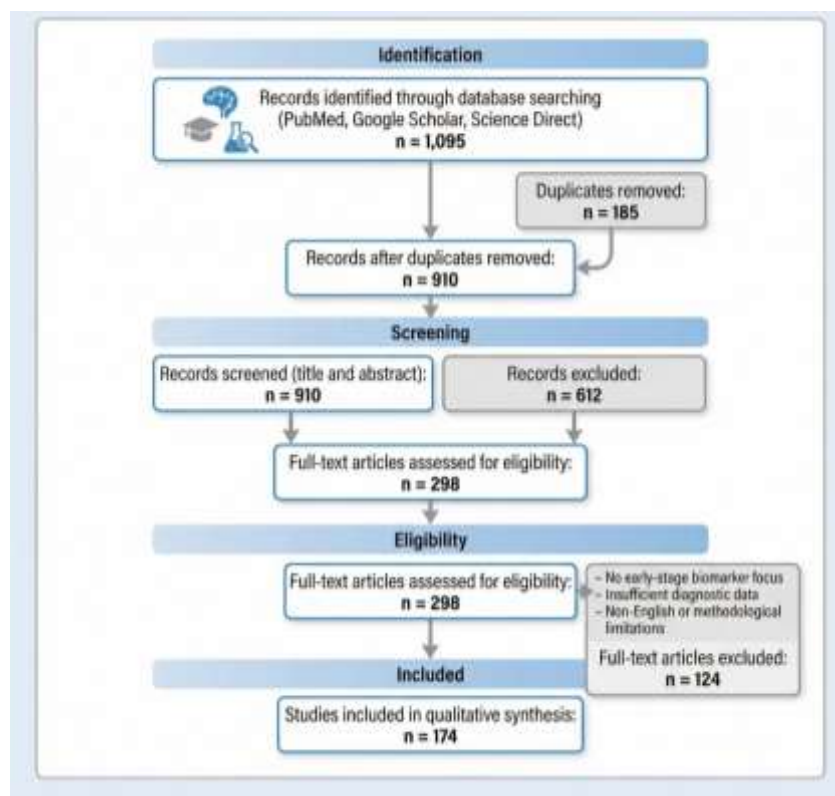 Identification
Records identified through database searching
(PubMed, Google Scholar, Science Direct)
n = 1,095
Duplicates removed:
n = 185
Records after duplicates removed:
n = 910
Screening
Records screened (title and abstract):
n = 910
Records excluded:
n = 612
Full-text articles assessed for eligibility:
n = 298
Eligibility
Full-text articles assessed for eligibility:
n = 298
– No early-stage biomarker focus
– Insufficient diagnostic data
– Non-English or methodological
limitations
Full-text articles excluded:
n = 124
Included
Studies included in qualitative synthesis:
n = 174